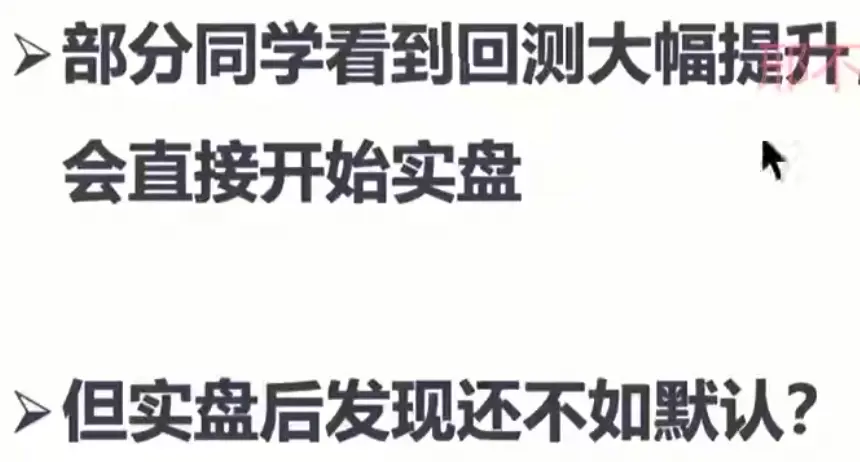 部分同学看到回测大幅提升，
会直接开始实盘
但实盘后发现还不如默认？